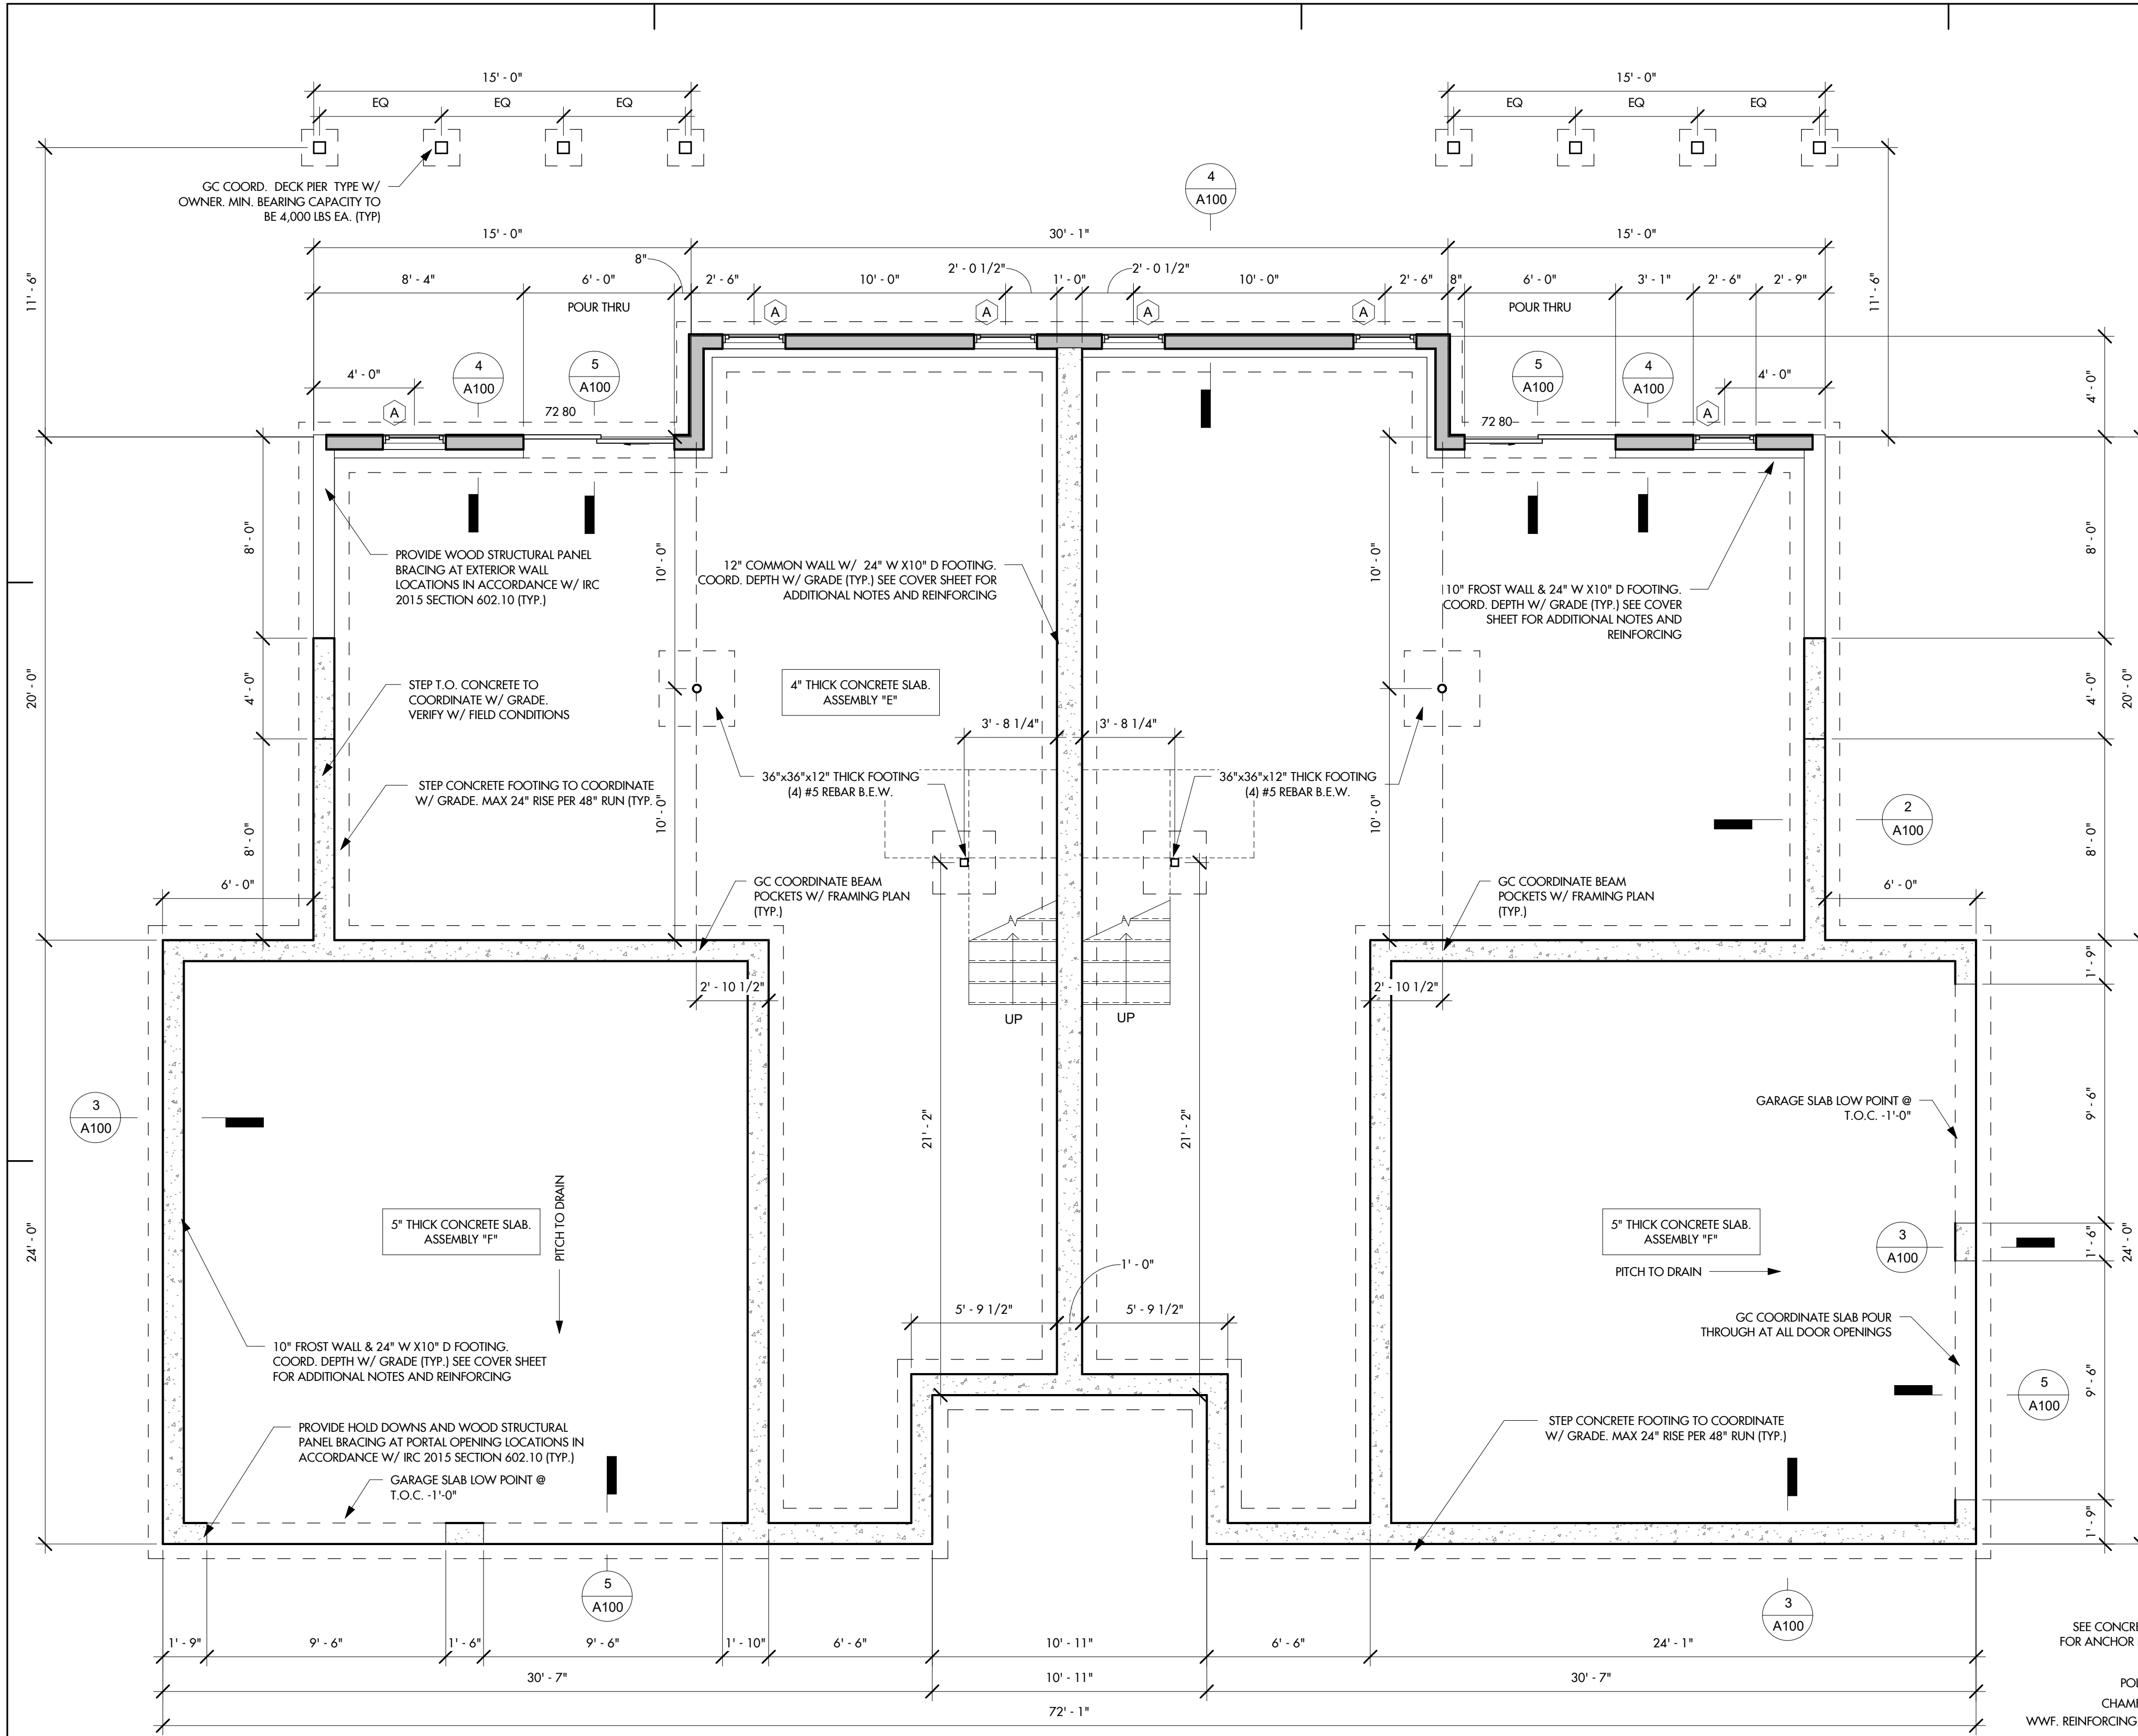 15' - 0"
15' - 0"
EQ
EQ
EQ
EQ
EQ
EQ
GC COORD. DECK PIER TYPE W/
OWNER. MIN. BEARING CAPACITY TO
BE 4,000 LBS EA. (TYP)
4
A100
15' - 0"
30' - 1"
15' - 0"
11' - 6"
11' - 6"
8' - 4"
6' - 0"
8"
2' - 6"
10' - 0"
2' - 0 1/2"
1' - 0"
2' - 0 1/2"
10' - 0"
2' - 6"
8"
6' - 0"
3' - 1"
2' - 6"
2' - 9"
POUR THRU
POUR THRU
A
A
A
A
4' - 0"
4
A100
5
A100
5
A100
4
A100
4' - 0"
4' - 0"
A
72 80
72 80
A
8' - 0"
10' - 0"
10' - 0"
8' - 0"
PROVIDE WOOD STRUCTURAL PANEL
BRACING AT EXTERIOR WALL
LOCATIONS IN ACCORDANCE W/ IRC
2015 SECTION 602.10 (TYP.)
12" COMMON WALL W/ 24" W X10" D FOOTING.
COORD. DEPTH W/ GRADE (TYP.) SEE COVER SHEET FOR
ADDITIONAL NOTES AND REINFORCING
10" FROST WALL & 24" W X10" D FOOTING.
COORD. DEPTH W/ GRADE (TYP.) SEE COVER
SHEET FOR ADDITIONAL NOTES AND
REINFORCING
20' - 0"
4' - 0"
STEP T.O. CONCRETE TO
COORDINATE W/ GRADE.
VERIFY W/ FIELD CONDITIONS
4" THICK CONCRETE SLAB.
ASSEMBLY "E"
4' - 0"
20' - 0"
3' - 8 1/4"
3' - 8 1/4"
STEP CONCRETE FOOTING TO COORDINATE
W/ GRADE. MAX 24" RISE PER 48" RUN (TYP.
36"x36"x12" THICK FOOTING
(4) #5 REBAR B.E.W.
36"x36"x12" THICK FOOTING
(4) #5 REBAR B.E.W.
8' - 0"
10' - 0"
10' - 0"
2
A100
8' - 0"
6' - 0"
GC COORDINATE BEAM
POCKETS W/ FRAMING PLAN
(TYP.)
GC COORDINATE BEAM
POCKETS W/ FRAMING PLAN
(TYP.)
6' - 0"
2' - 10 1/2"
2' - 10 1/2"
1' - 9"
UP
UP
3
A100
21' - 2"
21' - 2"
GARAGE SLAB LOW POINT @
T.O.C. -1'-0"
9' - 6"
24' - 0"
5" THICK CONCRETE SLAB.
ASSEMBLY "F"
PITCH TO DRAIN
5" THICK CONCRETE SLAB.
ASSEMBLY "F"
PITCH TO DRAIN
3
A100
1' - 6"
24' - 0"
1' - 0"
5' - 9 1/2"
5' - 9 1/2"
GC COORDINATE SLAB POUR
THROUGH AT ALL DOOR OPENINGS
10" FROST WALL & 24" W X10" D FOOTING.
COORD. DEPTH W/ GRADE (TYP.) SEE COVER SHEET
FOR ADDITIONAL NOTES AND REINFORCING
5
A100
9' - 6"
PROVIDE HOLD DOWNS AND WOOD STRUCTURAL
PANEL BRACING AT PORTAL OPENING LOCATIONS IN
ACCORDANCE W/ IRC 2015 SECTION 602.10 (TYP.)
STEP CONCRETE FOOTING TO COORDINATE
W/ GRADE. MAX 24" RISE PER 48" RUN (TYP.)
GARAGE SLAB LOW POINT @
T.O.C. -1'-0"
1' - 9"
5
A100
3
A100
1' - 9"
9' - 6"
1' - 6"
9' - 6"
1' - 10"
6' - 6"
10' - 11"
6' - 6"
24' - 1"
30' - 7"
10' - 11"
30' - 7"
72' - 1"
SEE CONCRE
FOR ANCHOR
POL
CHAMF
WWF. REINFORCING